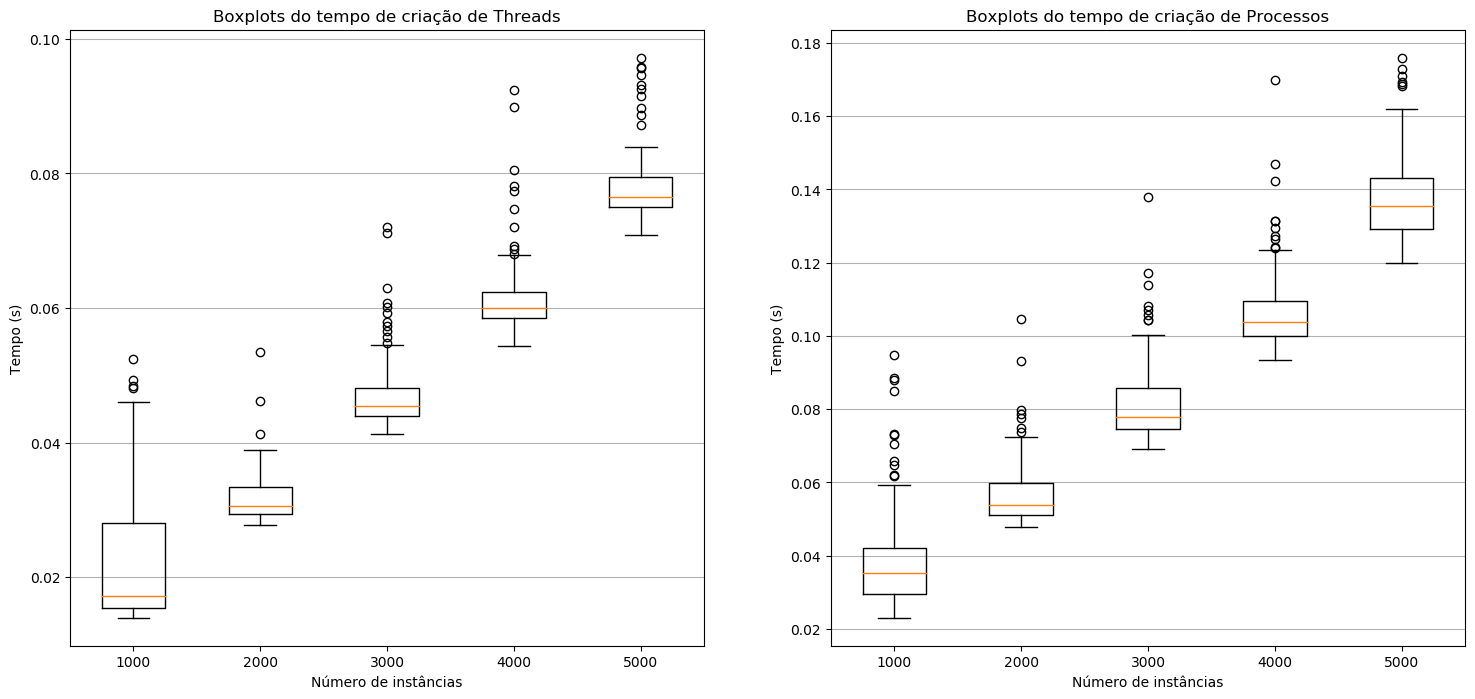 Boxplots do tempo de criação de Threads
0.10
0.08
0.06
0.04
0.02
Tempo (s)
1000 2000 3000 4000 5000
Número de instâncias
Boxplots do tempo de criação de Processos
0.18
0.16
0.14
0.12
0.10
0.08
0.06
0.04
0.02
Tempo (s)
1000 2000 3000 4000 5000
Número de instâncias